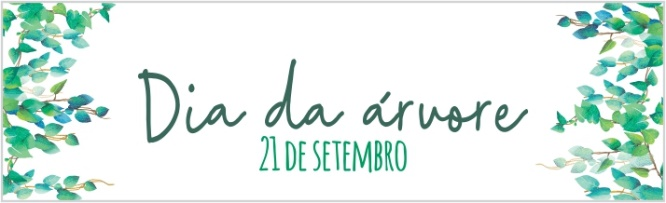 Dia da árvore
21 DE SETEMBRO